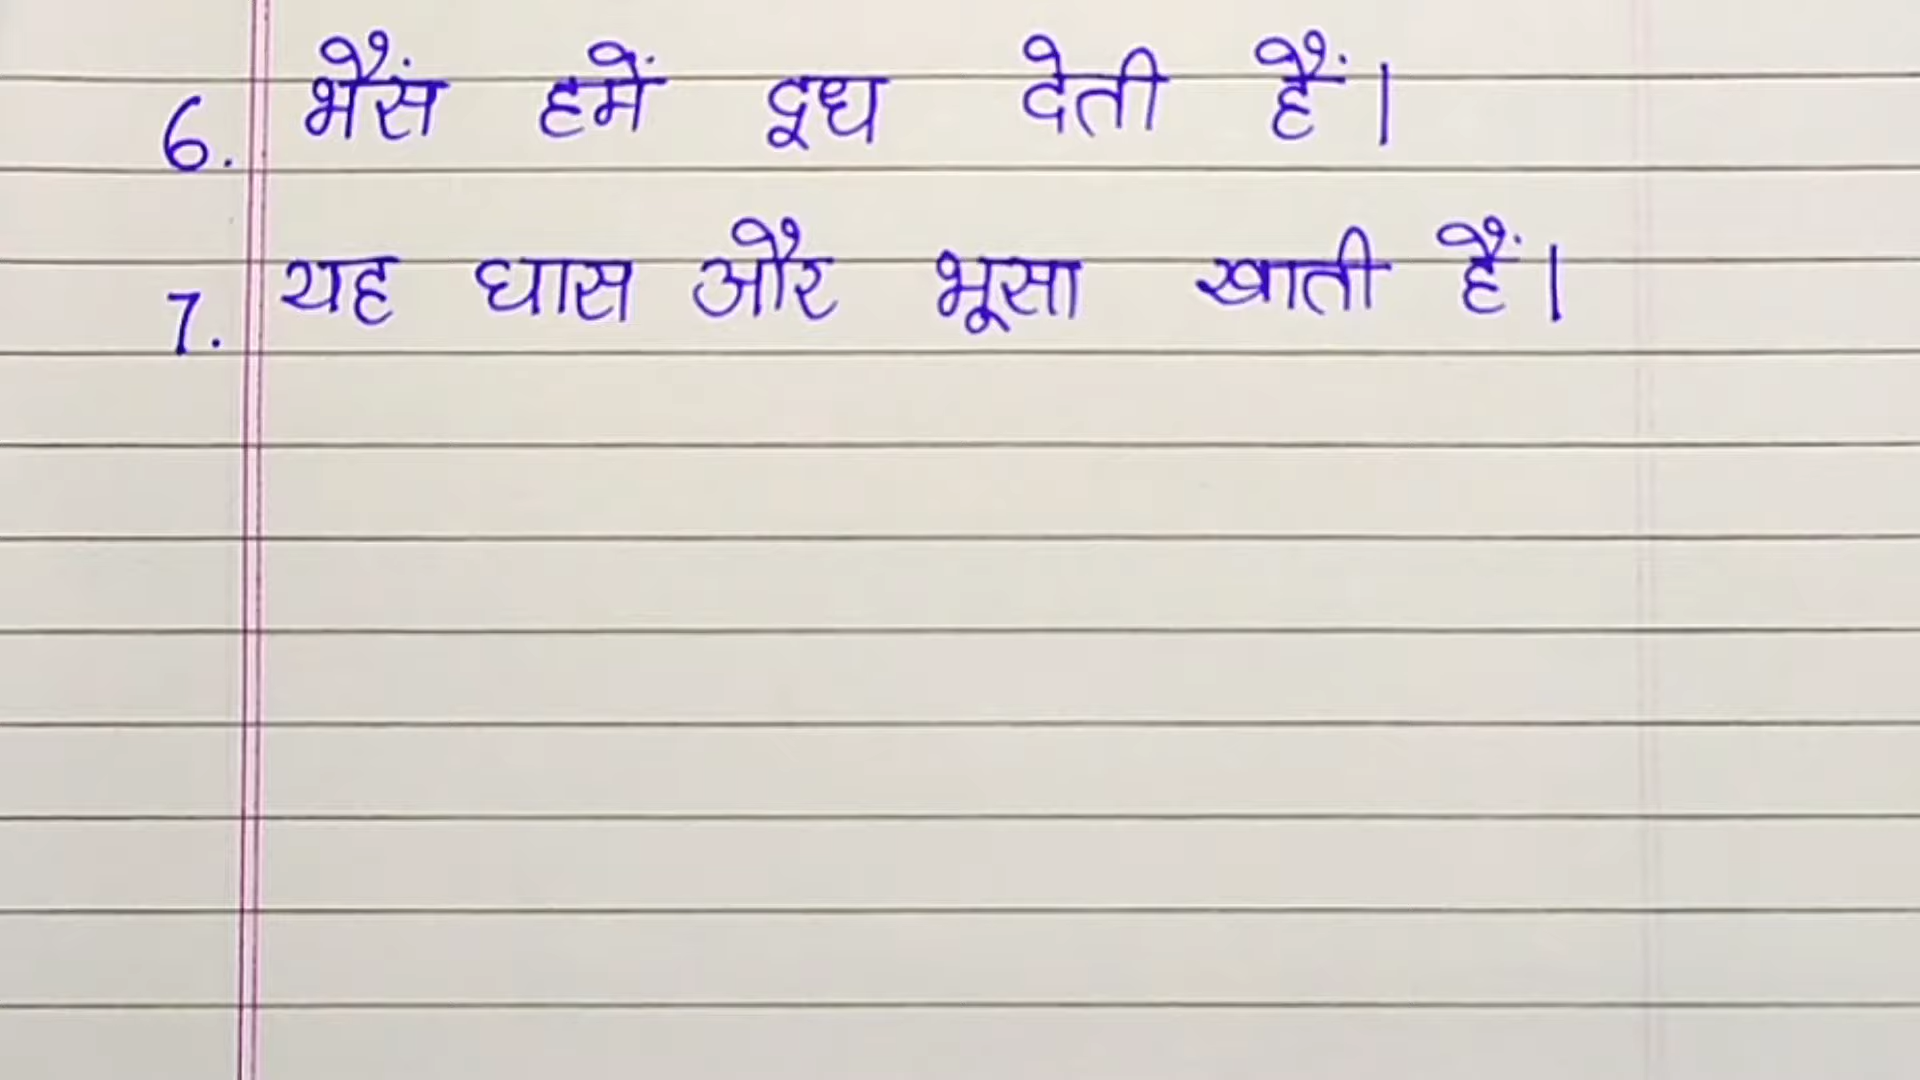 6. भैसं हमें दूध देती हैं।
7. यह घास और भूसा खाती हैं।